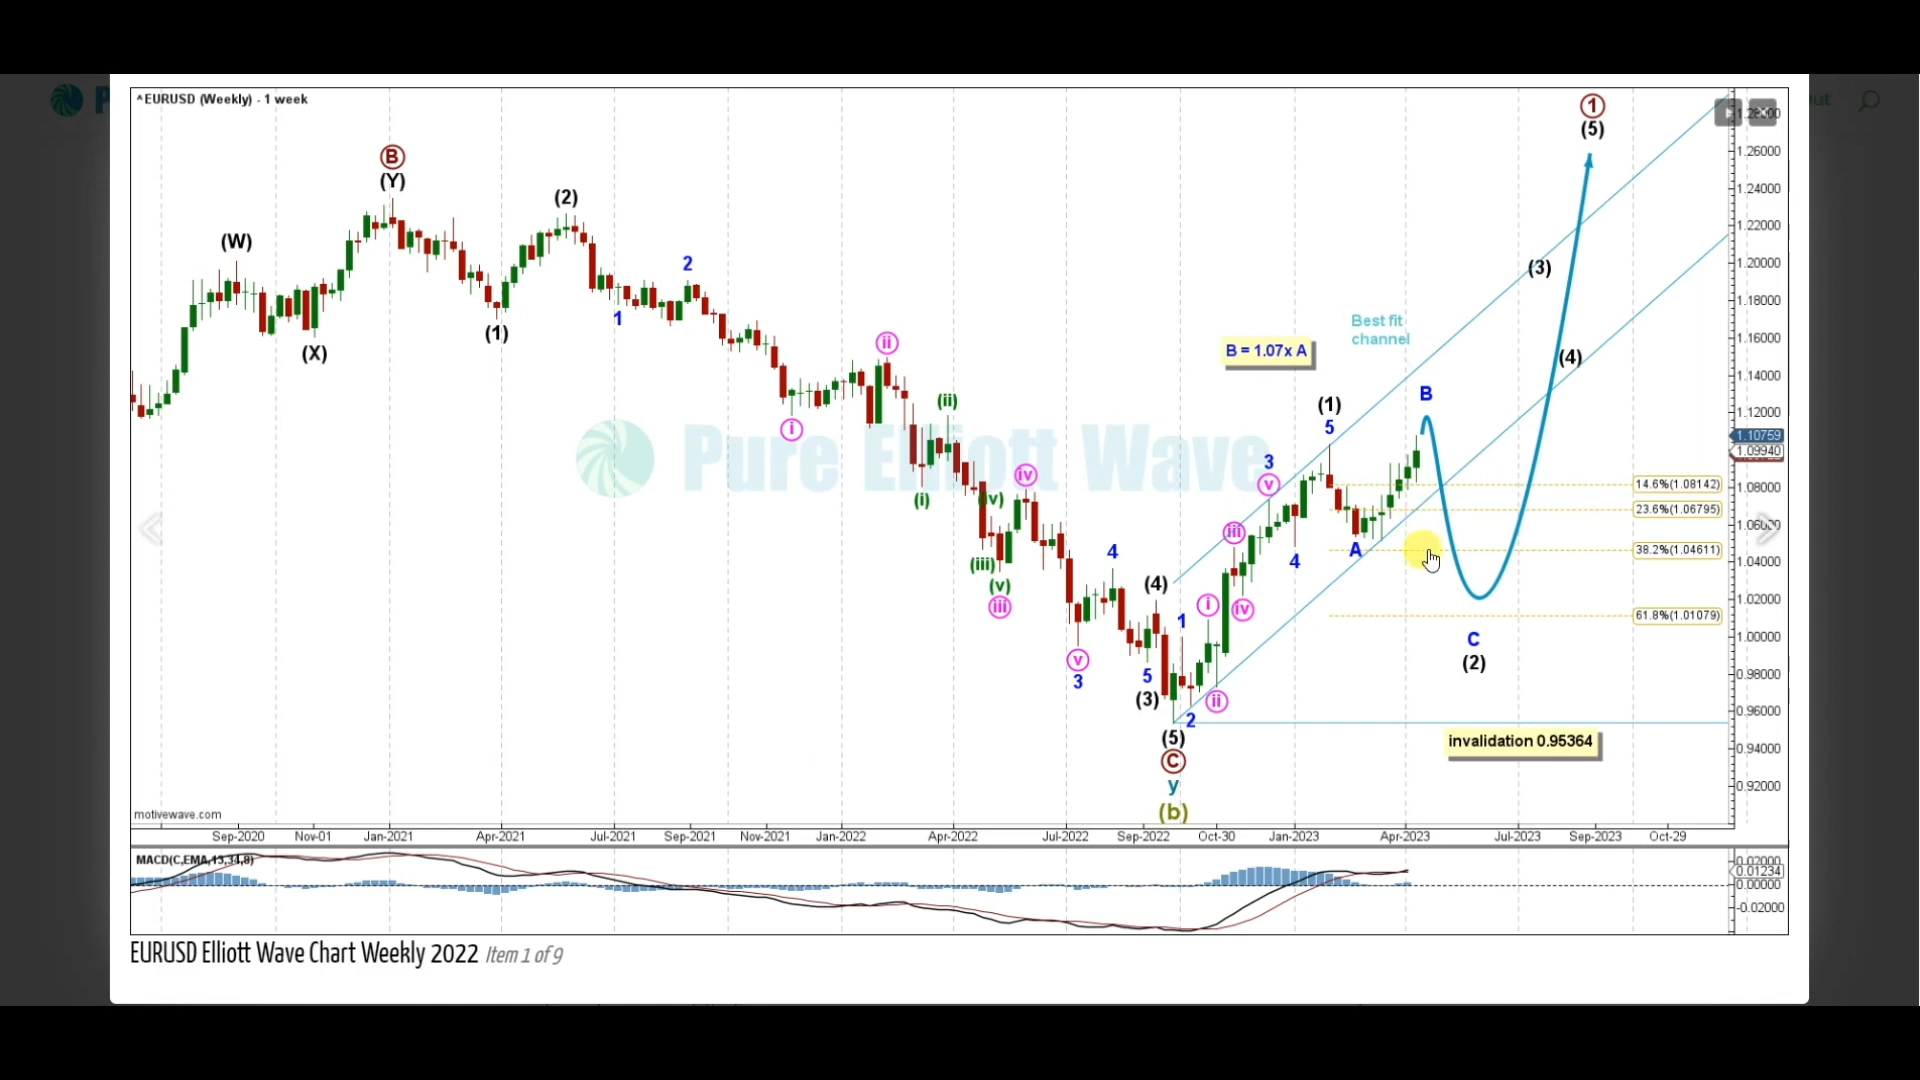 ^EURUSD (Weekly) - 1 week
1
(5)
B
(Y)
(W)
(X)
(1)
(2)
1
2
i
ii
(i)
(ii)
(iii)
(iv)
(v)
iii
iv
v
3
4
5
(3)
(4)
(5)
C
y
(b)
1
2
i
ii
iii
iv
3
v
4
5
(1)
A
B
C
(2)
(3)
(4)
B = 1.07x A
Best fit
channel
Pure Elliott Wave
invalidation 0.95364
14.6%(1.08142)
23.6%(1.06795)
38.2%(1.04611)
61.8%(1.01079)
1.26000
1.24000
1.22000
1.20000
1.18000
1.16000
1.14000
1.12000
1.10759
1.09940
1.08000
1.04000
1.02000
1.00000
0.98000
0.96000
0.94000
0.92000
motivewave.com
Sep-2020 Nov-01 Jan-2021 Apr-2021 Jul-2021 Sep-2021 Nov-2021 Jan-2022 Apr-2022 Jul-2022 Sep-2022 Oct-30 Jan-2023 Apr-2023 Jul-2023 Sep-2023 Oct-29
MACD(C,EMA,13,34,8)
0.02000
0.01234
0.00000
-0.02000
EURUSD Elliott Wave Chart Weekly 2022 Item 1 of 9